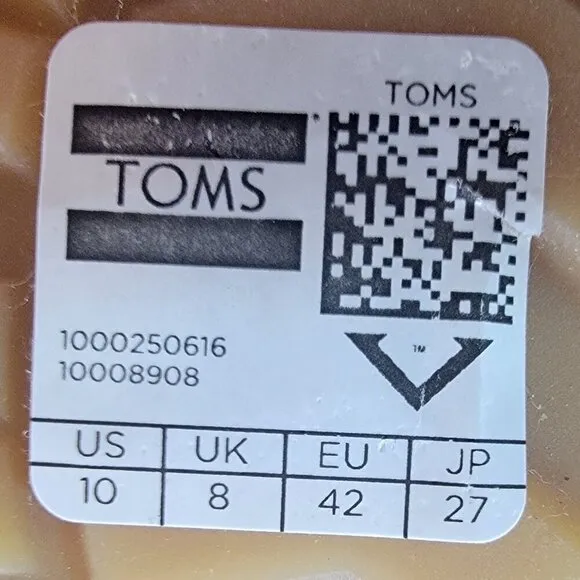 TOMS
TOMS
TM
1000250616
10008908
US UK EU JP
10 8 42 27